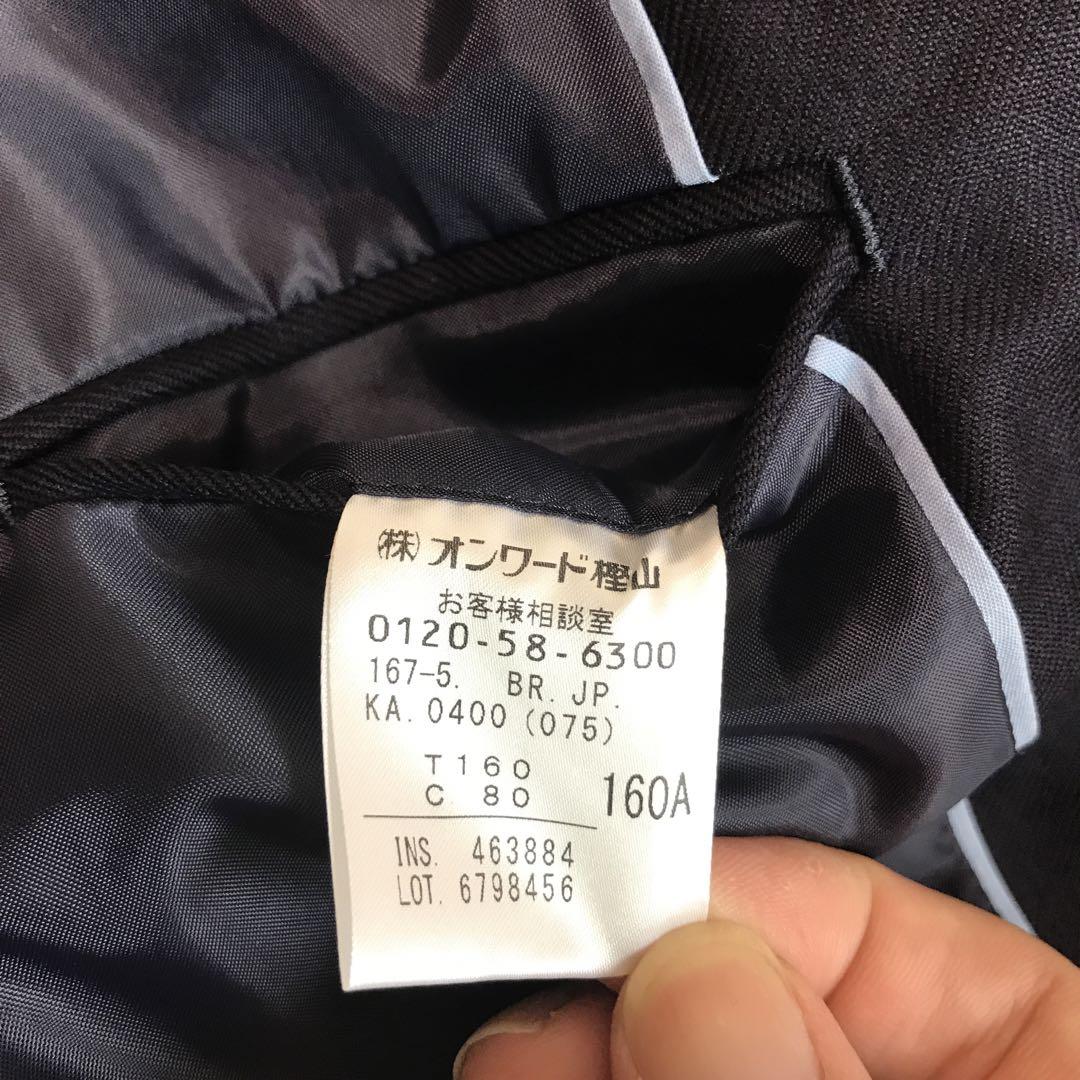 (株)オンワード樫山
お客様相談室
0120-58-6300
167-5. BR. JP.
KA. 0400 (075)
T 160
C 80
160A
INS. 463884
LOT. 6798456